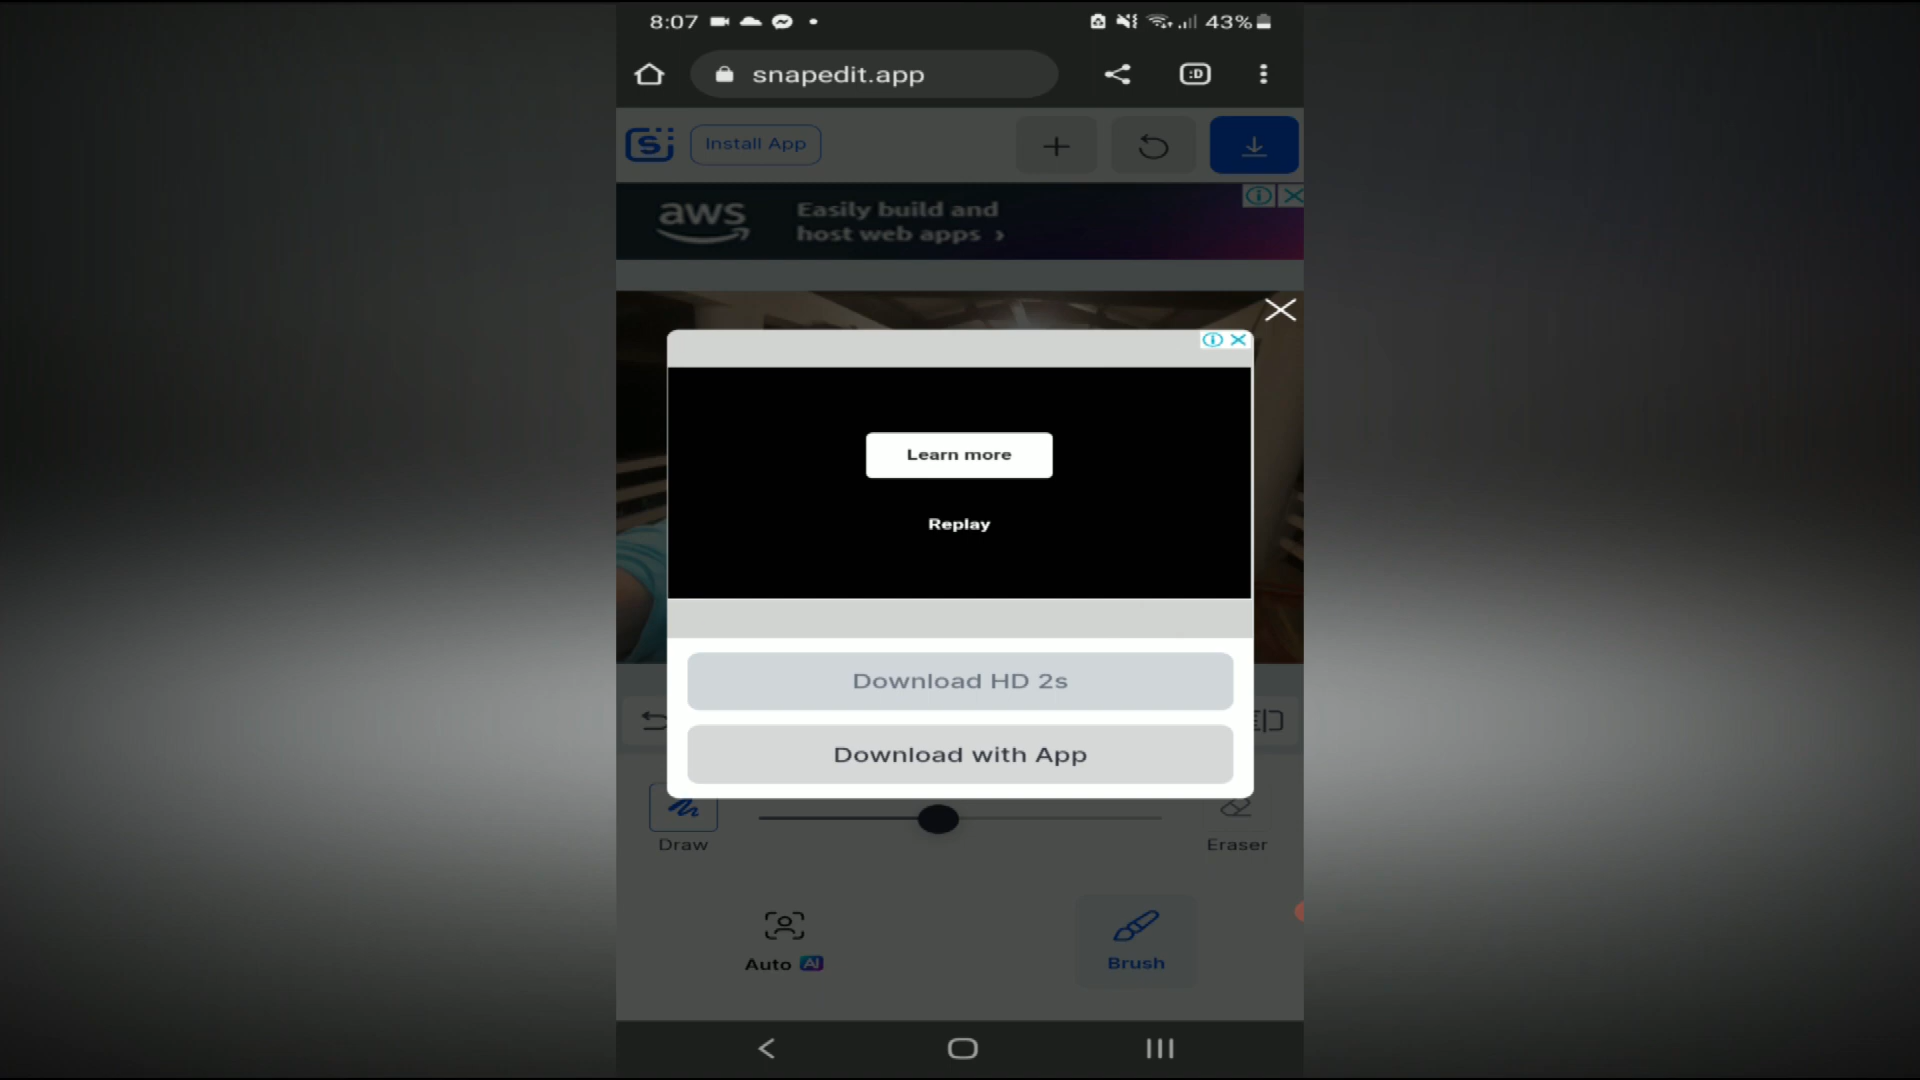 8:07
43%
snapedit.app
:D
S
Install App
aws
Easily build and
host web apps ›
Learn more
Replay
Download HD 2s
Download with App
Draw
Eraser
Auto AI
Brush